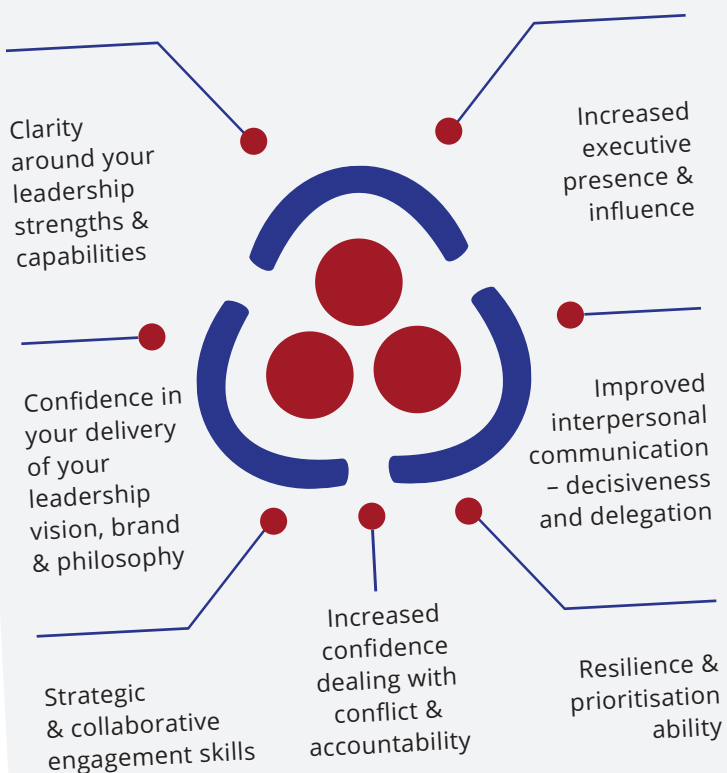 Clarity
around your
leadership
strengths &
capabilities
Increased
executive
presence &
influence
Confidence in
your delivery
of your
leadership
vision, brand
& philosophy
Improved
interpersonal
communication
– decisiveness
and delegation
Strategic
& collaborative
engagement skills
Increased
confidence
dealing with
conflict &
accountability
Resilience &
prioritisation
ability